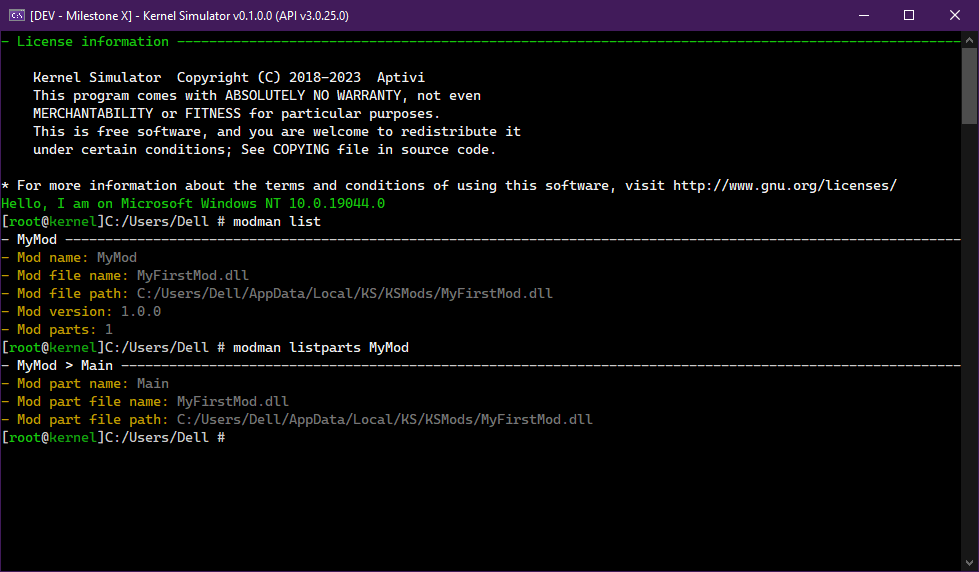 [DEV - Milestone X] - Kernel Simulator v0.1.0.0 (API v3.0.25.0)
- License information
Kernel Simulator  Copyright (C) 2018-2023  Aptivi
This program comes with ABSOLUTELY NO WARRANTY, not even
MERCHANTABILITY or FITNESS for particular purposes.
This is free software, and you are welcome to redistribute it
under certain conditions; See COPYING file in source code.
* For more information about the terms and conditions of using this software, visit http://www.gnu.org/licenses/
Hello, I am on Microsoft Windows NT 10.0.19044.0
[root@kernel]C:/Users/Dell # modman list
- MyMod
- Mod name: MyMod
- Mod file name: MyFirstMod.dll
- Mod file path: C:/Users/Dell/AppData/Local/KS/KSMods/MyFirstMod.dll
- Mod version: 1.0.0
- Mod parts: 1
[root@kernel]C:/Users/Dell # modman listparts MyMod
- MyMod > Main
- Mod part name: Main
- Mod part file name: MyFirstMod.dll
- Mod part file path: C:/Users/Dell/AppData/Local/KS/KSMods/MyFirstMod.dll
[root@kernel]C:/Users/Dell #